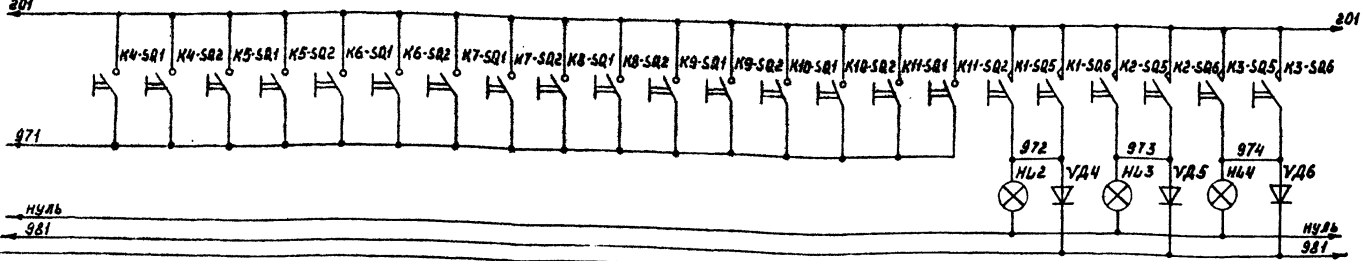 201 201
К4-SQ1 К4-SQ2 К5-SQ1 К5-SQ2 К6-SQ1 К6-SQ2 К7-SQ1 К7-SQ2 К8-SQ1 К8-SQ2 К9-SQ1 К9-SQ2 К10-SQ1 К10-SQ2 К11-SQ1 К11-SQ2 К1-SQ5 К1-SQ6 К2-SQ5 К2-SQ6 К3-SQ5 К3-SQ6
971
972 973 974
HL2 УД4 HL3 УД5 HL4 УД6
НУЛЬ НУЛЬ
981 981